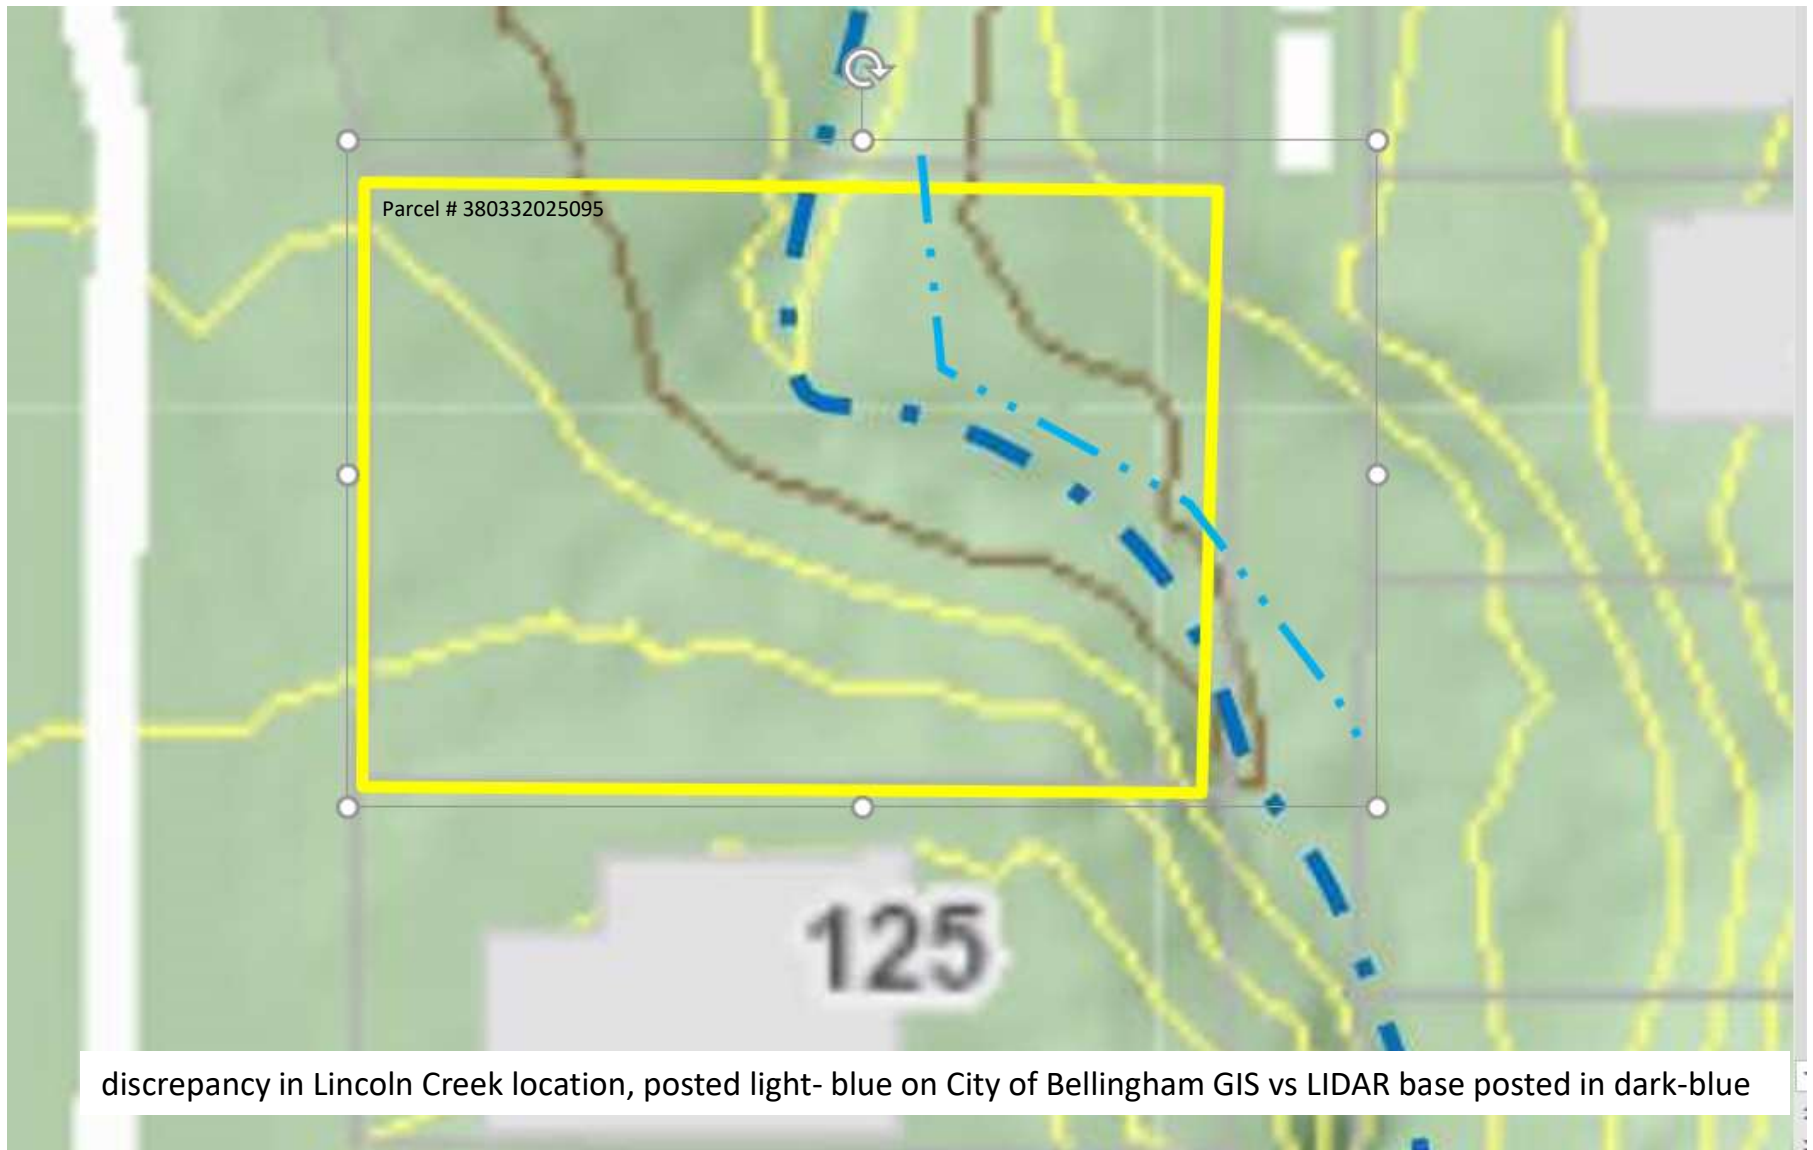 Parcel # 380332025095
125
discrepancy in Lincoln Creek location, posted light- blue on City of Bellingham GIS vs LIDAR base posted in dark-blue